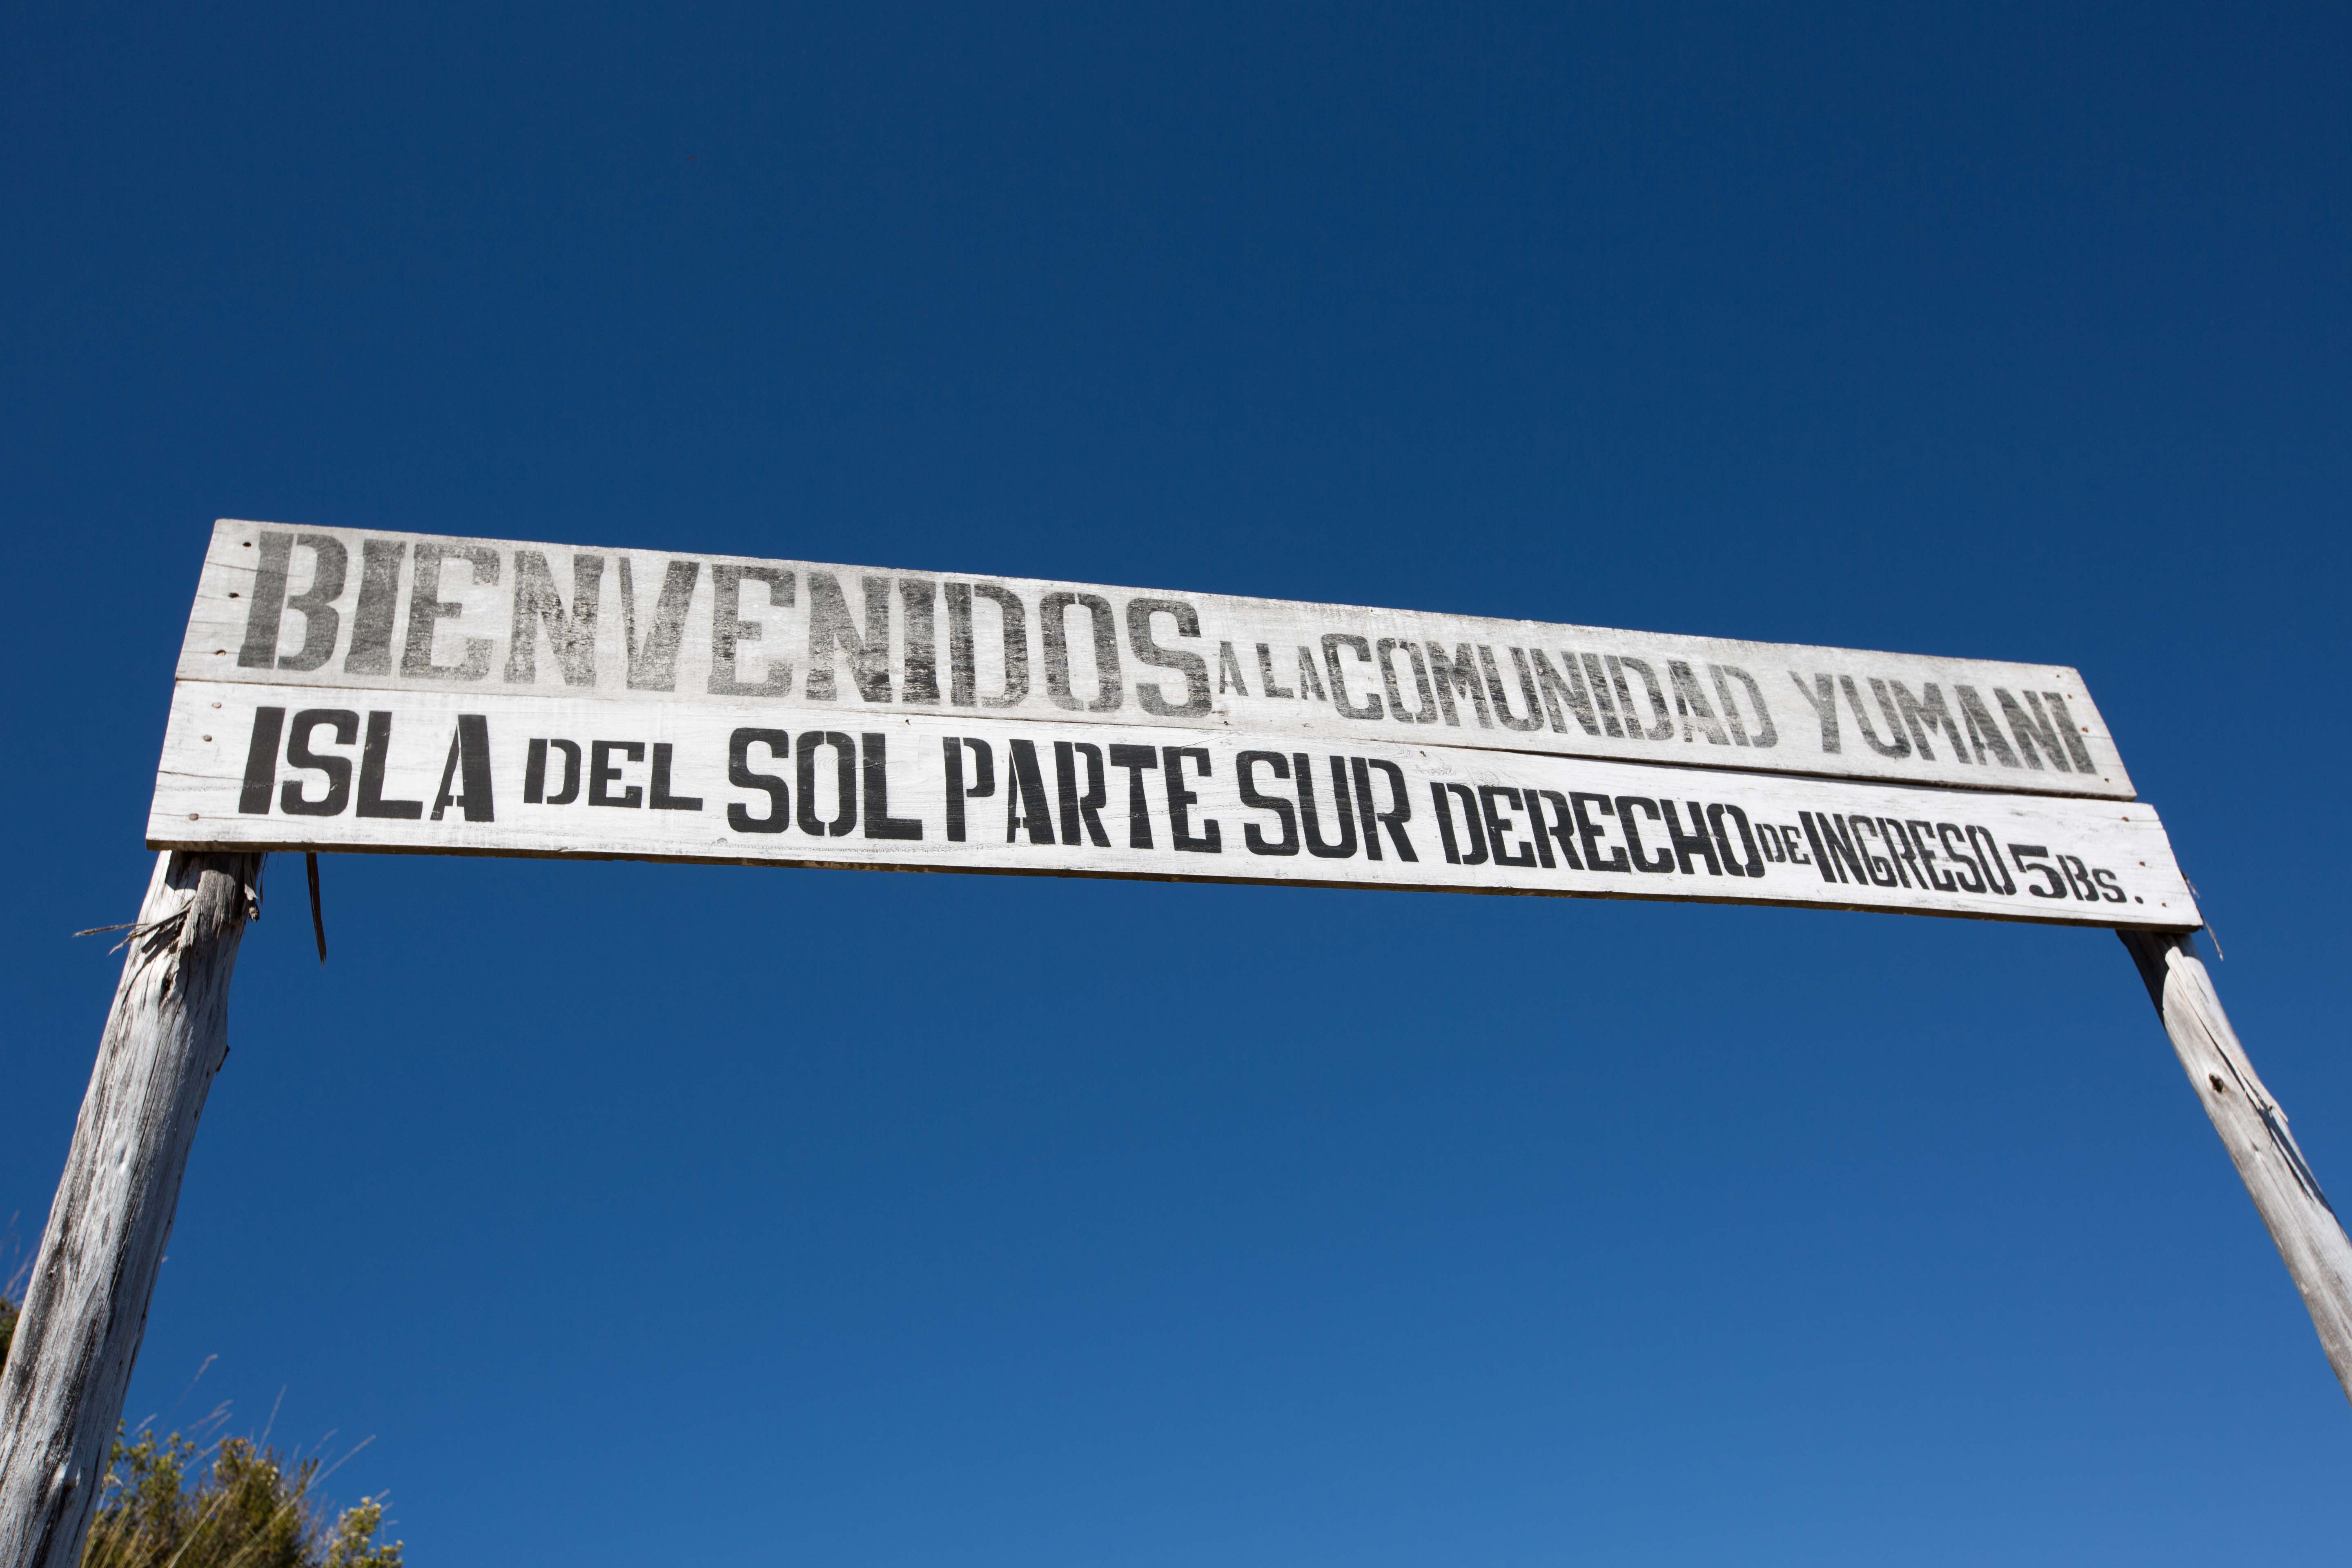 BIENVENIDOS A LA COMUNIDAD YUMANI
ISLA DEL SOL PARTE SUR DERECHO DE INGRESO 5Bs.